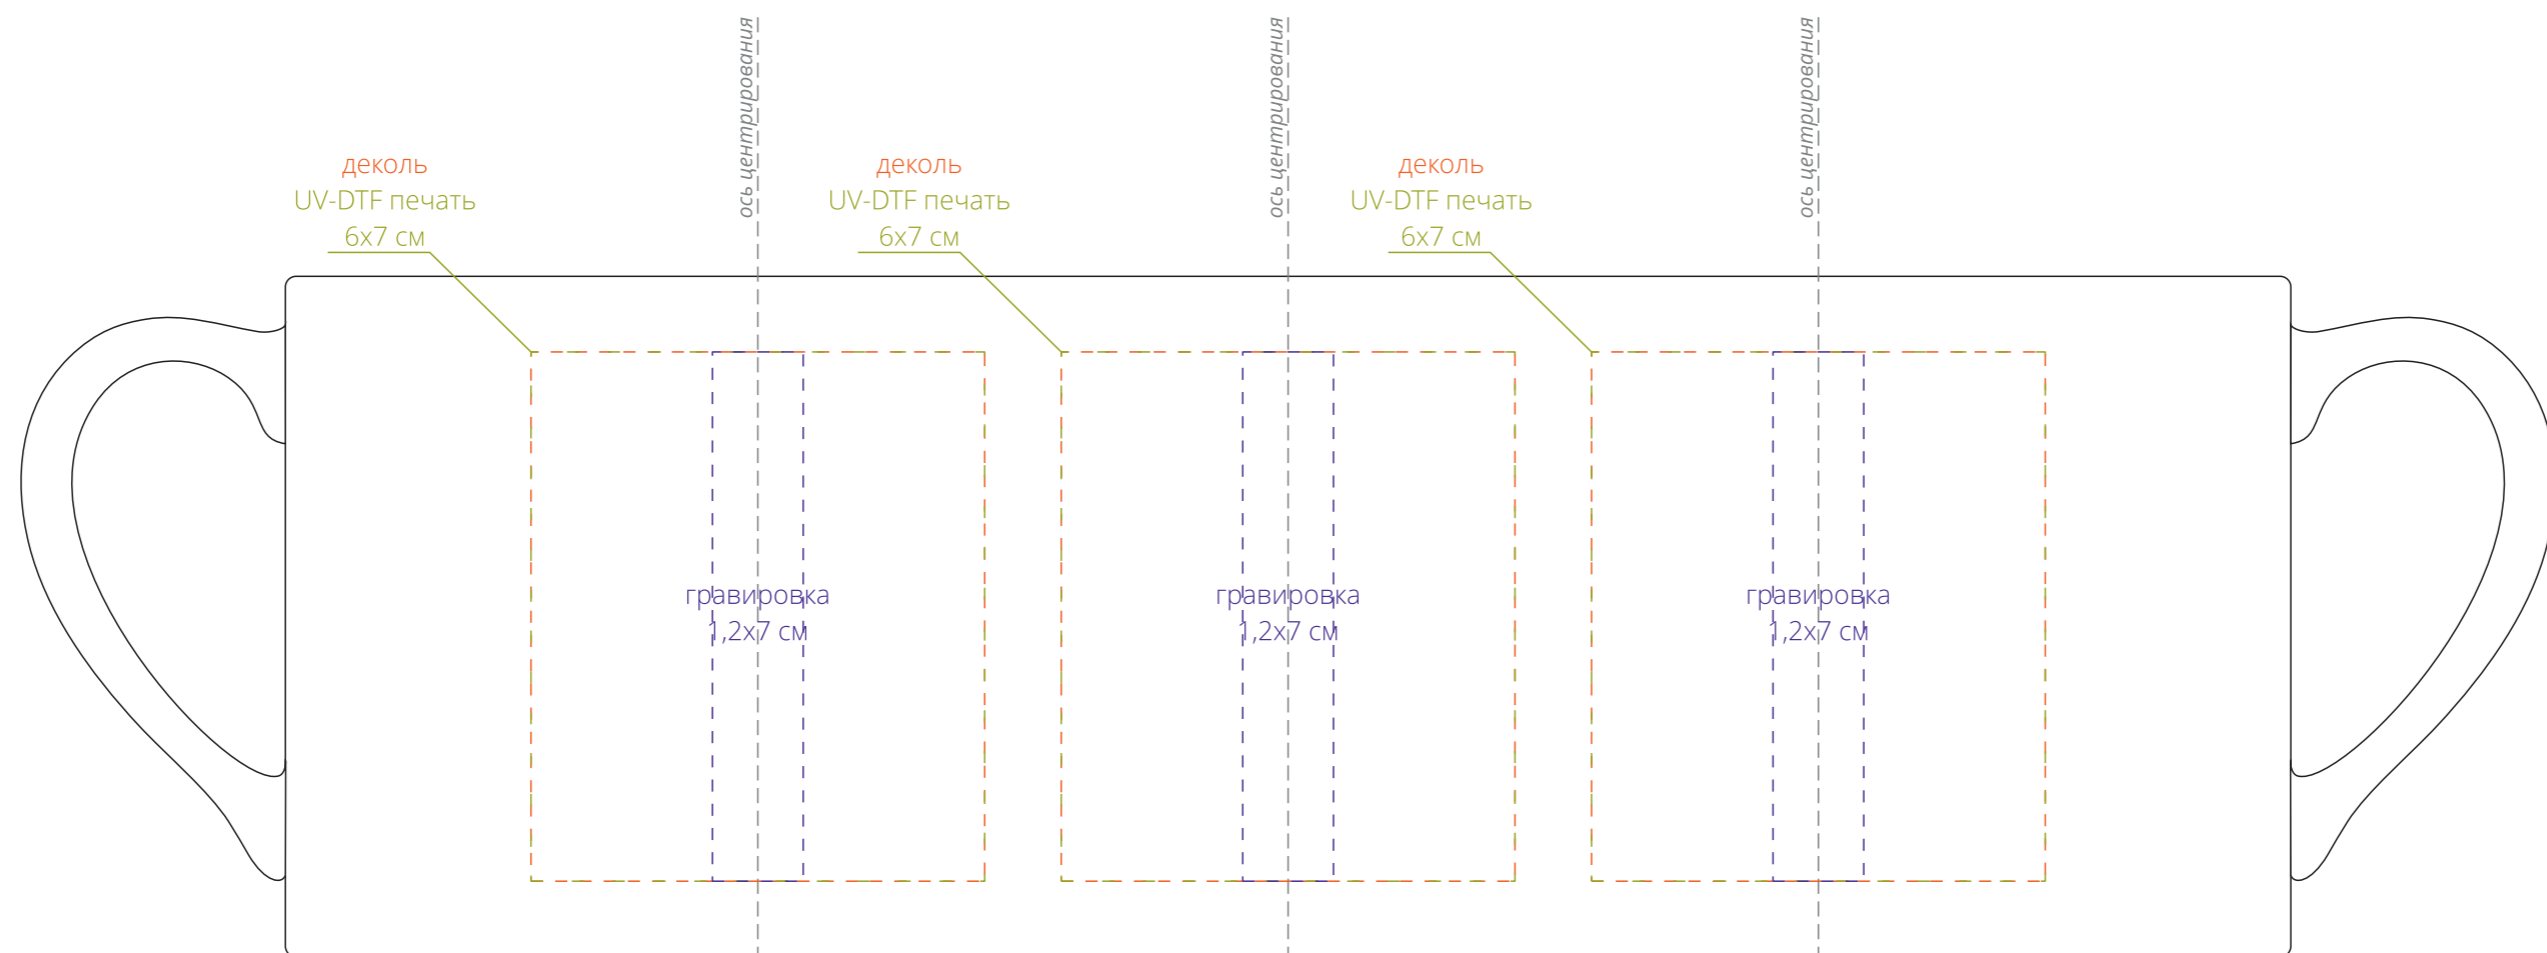 ось центрирования
ось центрирования
ось центрирования
деколь
UV-DTF печать
6х7 см
деколь
UV-DTF печать
6х7 см
деколь
UV-DTF печать
6х7 см
гравировка
1,2х7 см
гравировка
1,2х7 см
гравировка
1,2х7 см